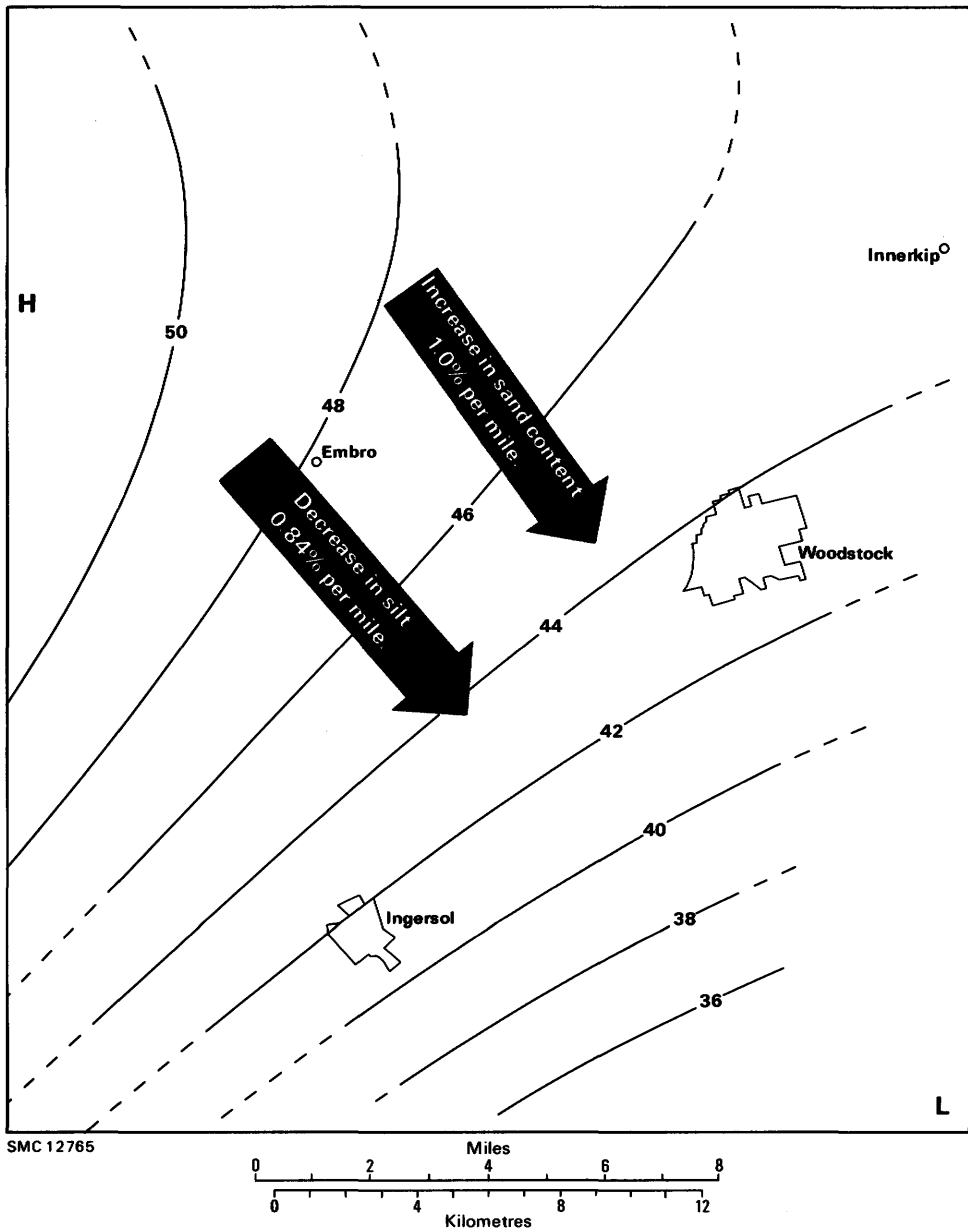 Innerkip
H
50
48
Increase in sand content
1.0% per mile.
Embro
46
Decrease in silt
0.84% per mile.
Woodstock
44
42
40
Ingersol
38
36
L
SMC 12765
Miles
0 2 4 6 8
0 4 8 12
Kilometres